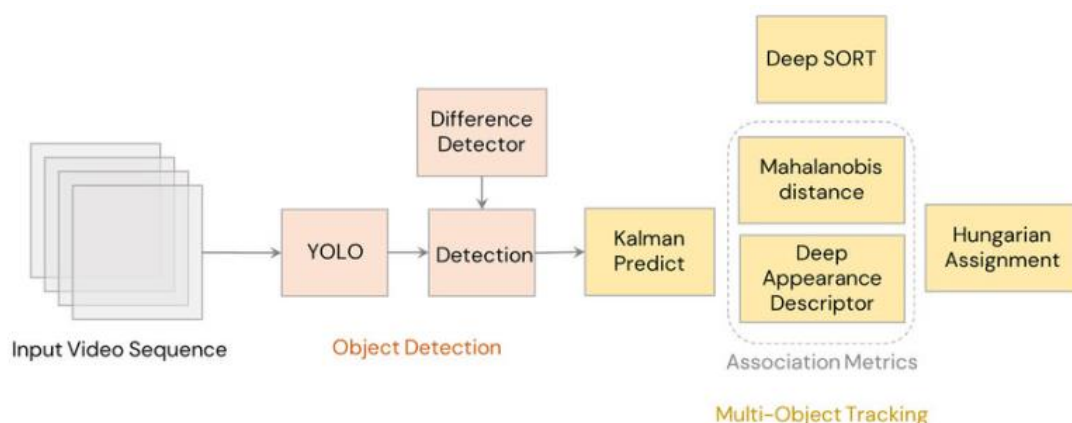 Deep SORT
Difference
Detector
Mahalanobis
distance
YOLO
Detection
Kalman
Predict
Deep
Appearance
Descriptor
Hungarian
Assignment
Input Video Sequence
Object Detection
Association Metrics
Multi-Object Tracking